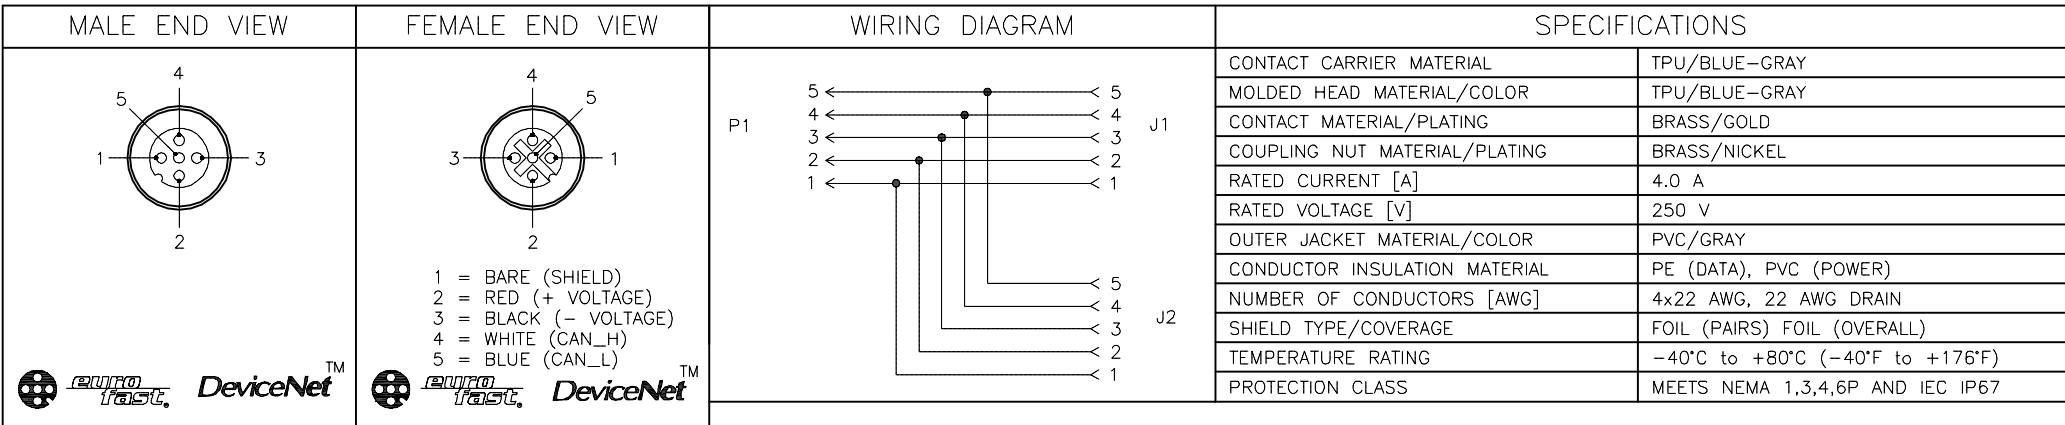 MALE END VIEW
4
5
1
3
2
euro
fast®
DeviceNet™
FEMALE END VIEW
4
5
3
1
2
1 = BARE (SHIELD)
2 = RED (+ VOLTAGE)
3 = BLACK (− VOLTAGE)
4 = WHITE (CAN_H)
5 = BLUE (CAN_L)
euro
fast®
DeviceNet™
WIRING DIAGRAM
P1
5
4
3
2
1
5
4
3
2
1
J1
5
4
3
2
1
J2
SPECIFICATIONS
CONTACT CARRIER MATERIAL TPU/BLUE−GRAY
MOLDED HEAD MATERIAL/COLOR TPU/BLUE−GRAY
CONTACT MATERIAL/PLATING BRASS/GOLD
COUPLING NUT MATERIAL/PLATING BRASS/NICKEL
RATED CURRENT [A] 4.0 A
RATED VOLTAGE [V] 250 V
OUTER JACKET MATERIAL/COLOR PVC/GRAY
CONDUCTOR INSULATION MATERIAL PE (DATA), PVC (POWER)
NUMBER OF CONDUCTORS [AWG] 4x22 AWG, 22 AWG DRAIN
SHIELD TYPE/COVERAGE FOIL (PAIRS) FOIL (OVERALL)
TEMPERATURE RATING −40°C to +80°C (−40°F to +176°F)
PROTECTION CLASS MEETS NEMA 1,3,4,6P AND IEC IP67